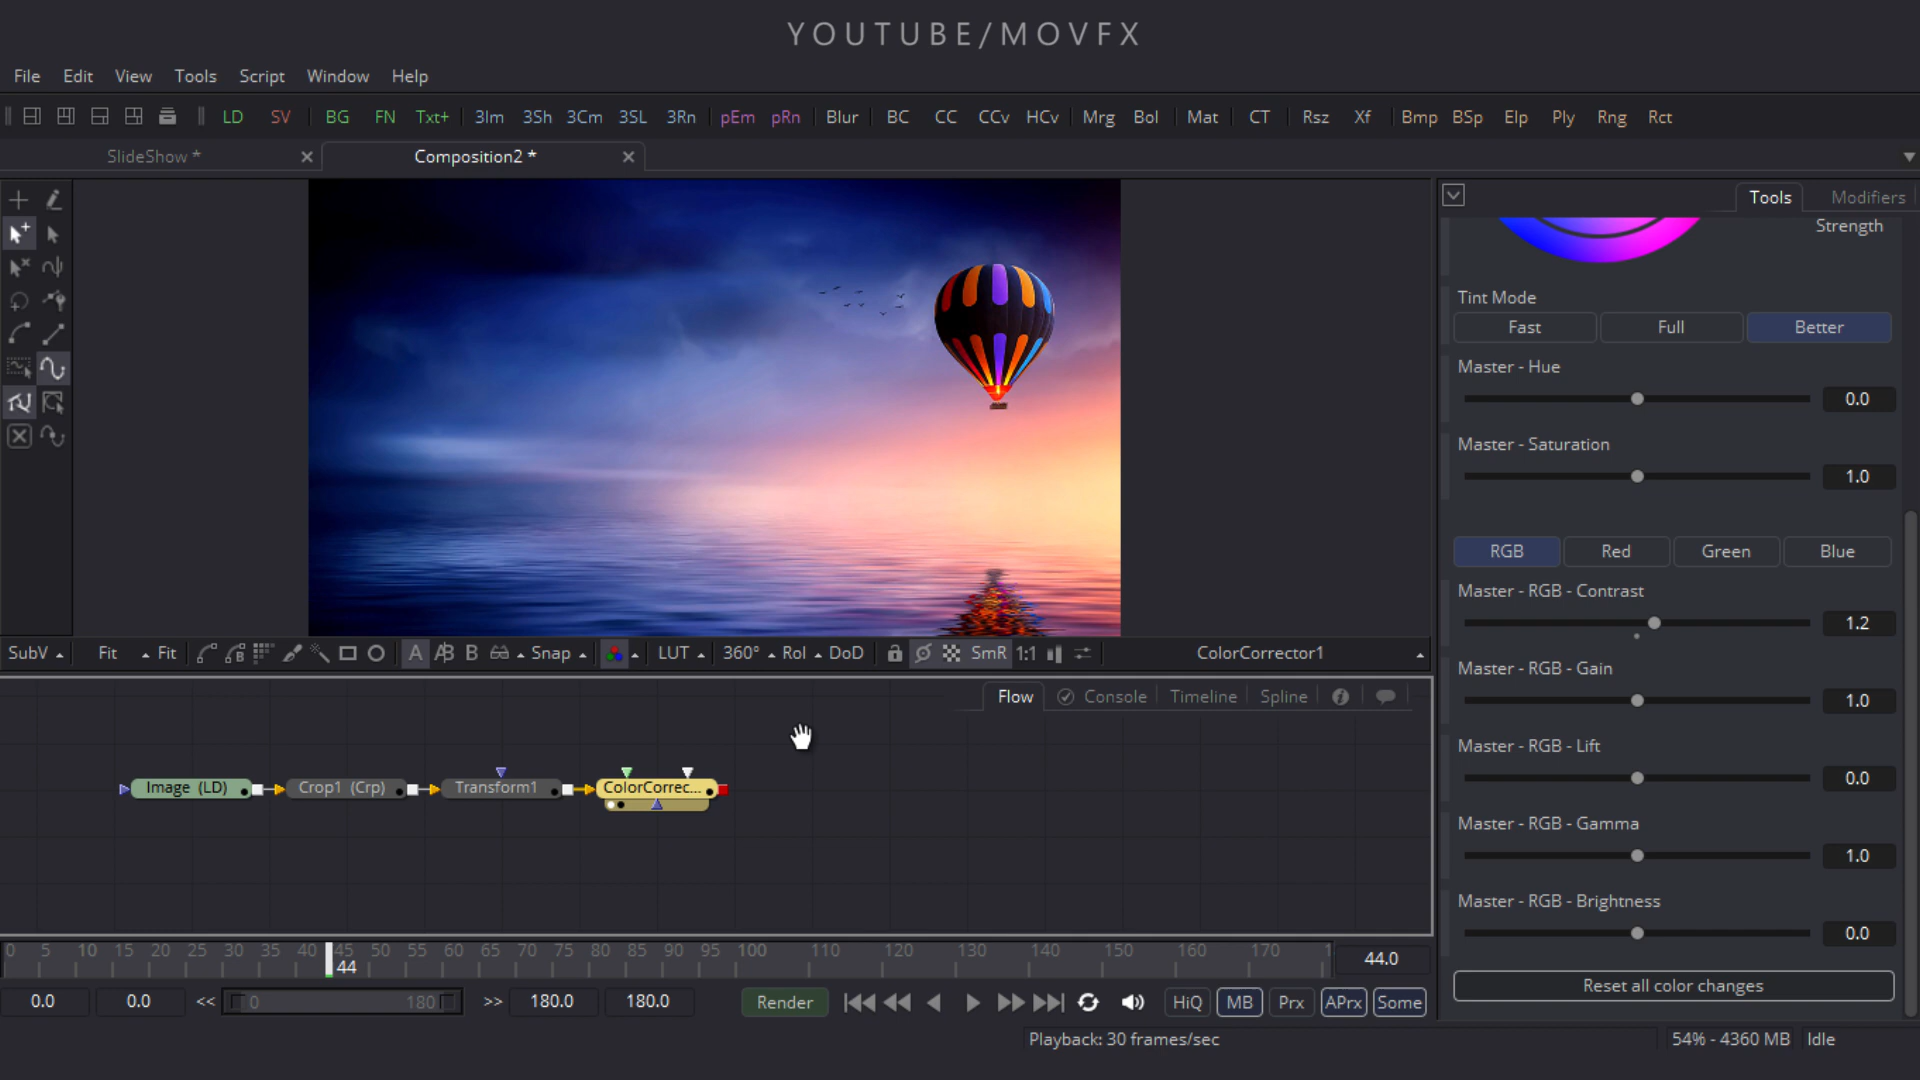 YOUTUBE/MOVFX
File Edit View Tools Script Window Help
LD SV BG FN Txt+ 3Im 3Sh 3Cm 3SL 3Rn pEm pRn Blur BC CC CCv HCv Mrg Bol Mat CT Rsz Xf Bmp BSp Elp Ply Rng Rct
SlideShow * Composition2 *
Tools Modifiers
Strength
Tint Mode
Fast Full Better
Master - Hue
0.0
Master - Saturation
1.0
RGB Red Green Blue
Master - RGB - Contrast
1.2
Master - RGB - Gain
1.0
Master - RGB - Lift
0.0
Master - RGB - Gamma
1.0
Master - RGB - Brightness
0.0
Reset all color changes
SubV Fit Fit A AB B Snap LUT 360° RoI DoD SmR 1:1 ColorCorrector1
Flow Console Timeline Spline
Image (LD) Crop1 (Crp) Transform1 ColorCorrec...
0 5 10 15 20 25 30 35 40 45 50 55 60 65 70 75 80 85 90 95 100 110 120 130 140 150 160 170 1
44 44.0
0.0 0.0 << 0 180 >> 180.0 180.0 Render HiQ MB Prx APrx Some
Playback: 30 frames/sec 54% - 4360 MB Idle